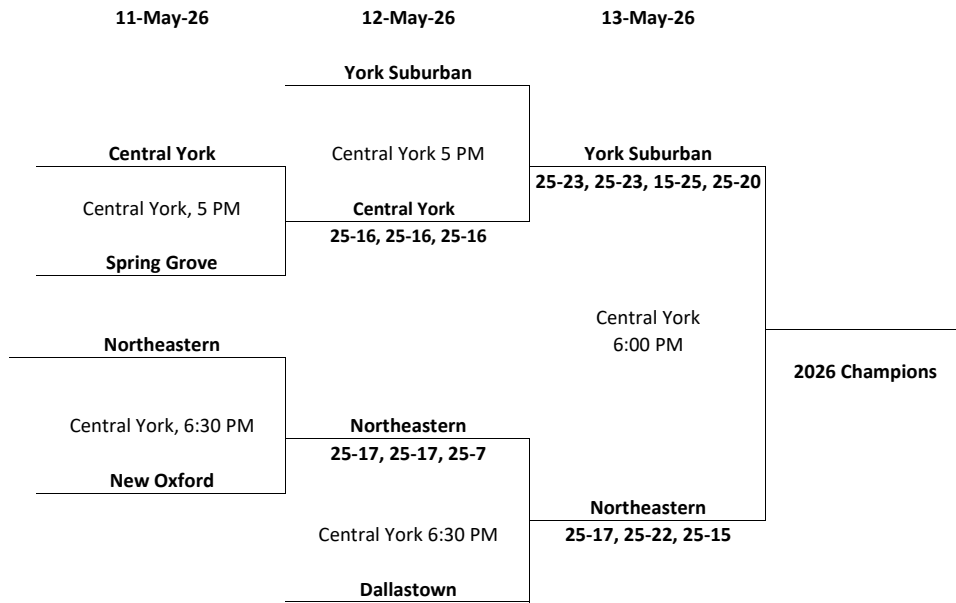 11-May-26
12-May-26
13-May-26
York Suburban
Central York
Central York 5 PM
York Suburban
25-23, 25-23, 15-25, 25-20
Central York, 5 PM
Central York
25-16, 25-16, 25-16
Spring Grove
Central York
6:00 PM
Northeastern
2026 Champions
Central York, 6:30 PM
Northeastern
25-17, 25-17, 25-7
New Oxford
Northeastern
25-17, 25-22, 25-15
Central York 6:30 PM
Dallastown